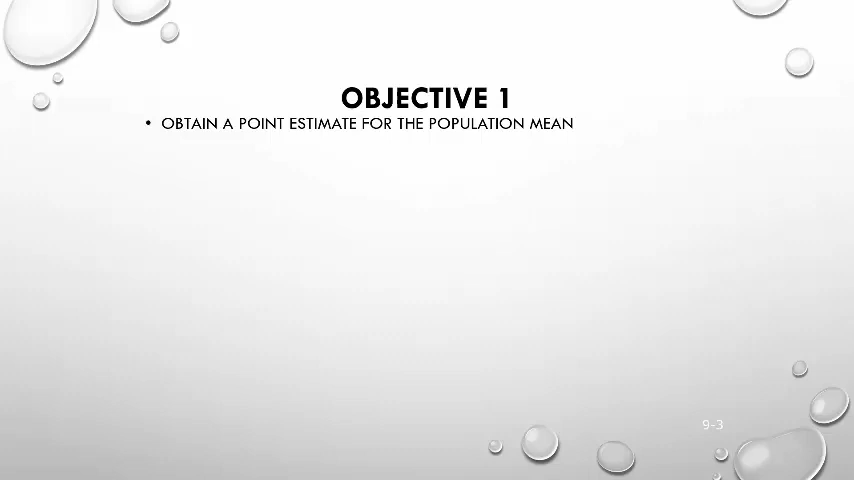 OBJECTIVE 1
• OBTAIN A POINT ESTIMATE FOR THE POPULATION MEAN
9-3